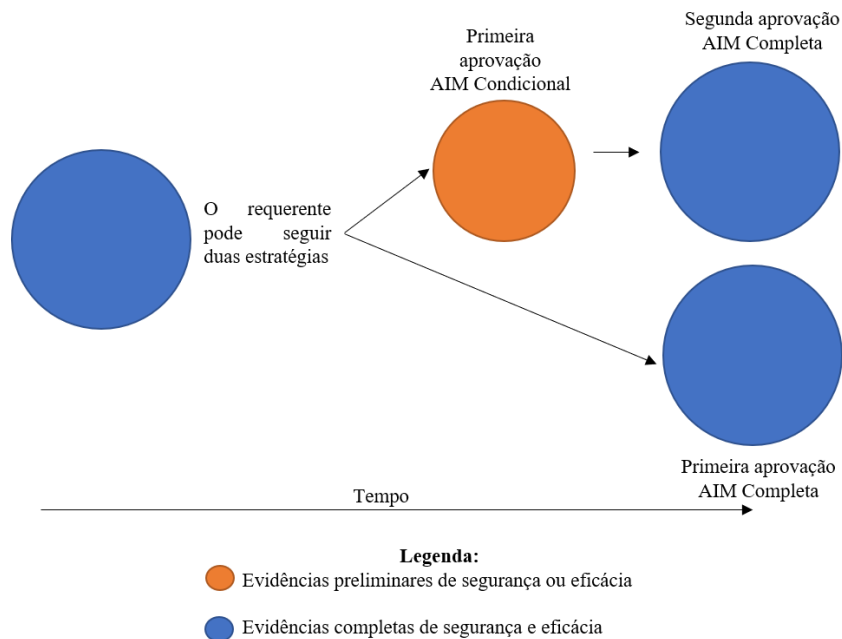 Primeira
aprovação
AIM Condicional
Segunda aprovação
AIM Completa
O requerente
pode seguir
duas estratégias
Primeira aprovação
AIM Completa
Tempo
Legenda:
Evidências preliminares de segurança ou eficácia
Evidências completas de segurança e eficácia